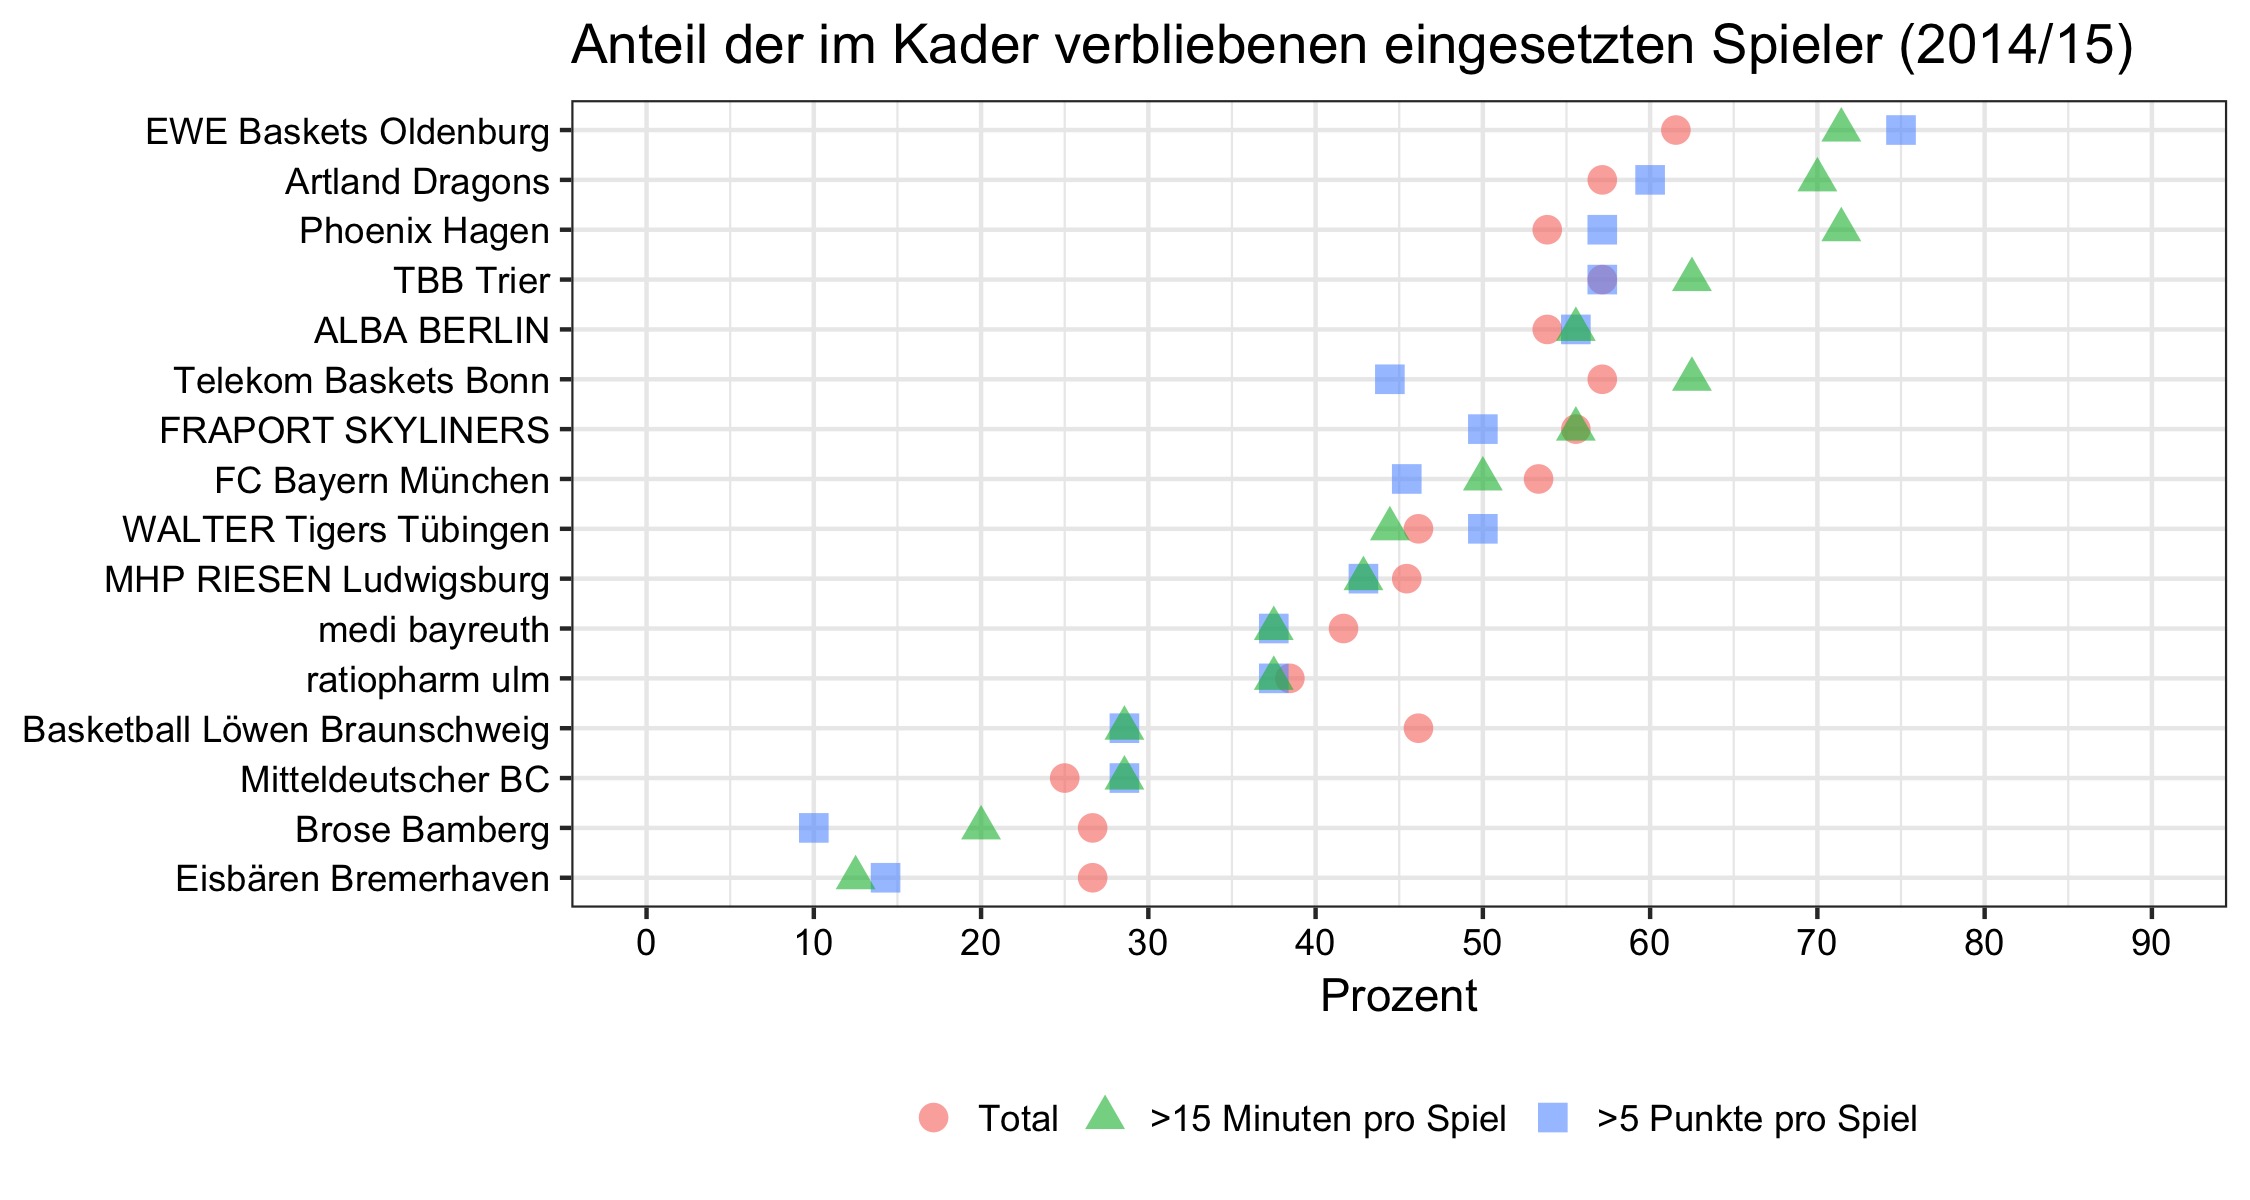 Anteil der im Kader verbliebenen eingesetzten Spieler (2014/15)
EWE Baskets Oldenburg
Artland Dragons
Phoenix Hagen
TBB Trier
ALBA BERLIN
Telekom Baskets Bonn
FRAPORT SKYLINERS
FC Bayern München
WALTER Tigers Tübingen
MHP RIESEN Ludwigsburg
medi bayreuth
ratiopharm ulm
Basketball Löwen Braunschweig
Mitteldeutscher BC
Brose Bamberg
Eisbären Bremerhaven
0 10 20 30 40 50 60 70 80 90
Prozent
Total >15 Minuten pro Spiel >5 Punkte pro Spiel